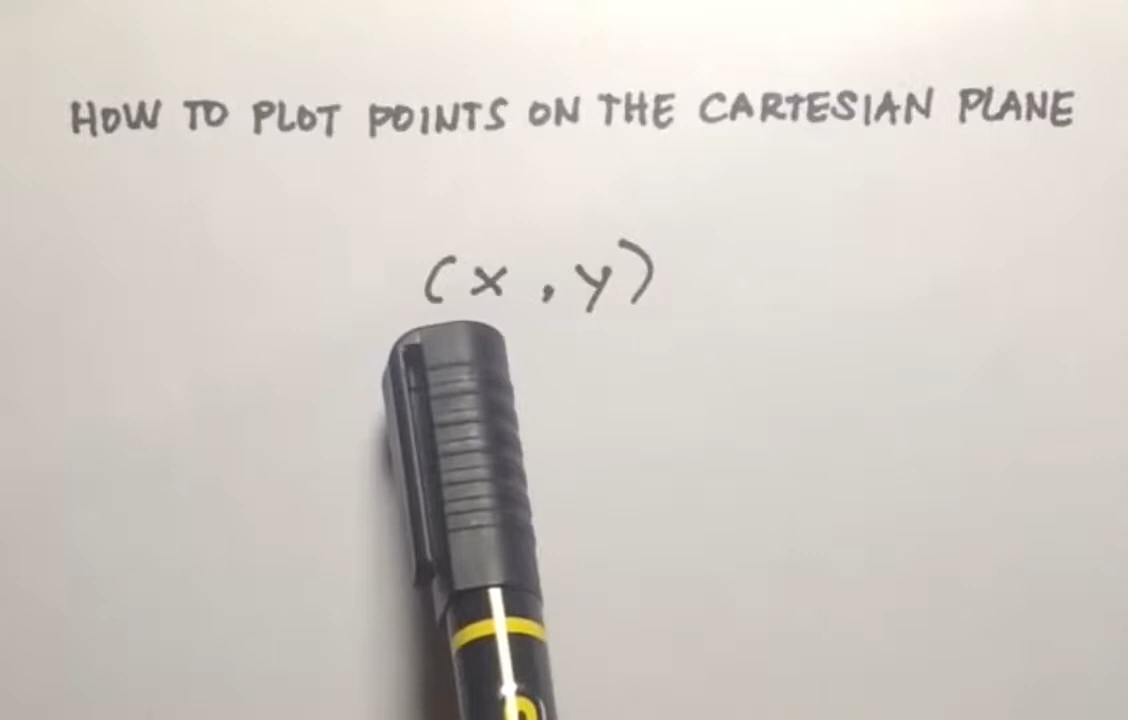 HOW TO PLOT POINTS ON THE CARTESIAN PLANE
(x, y)